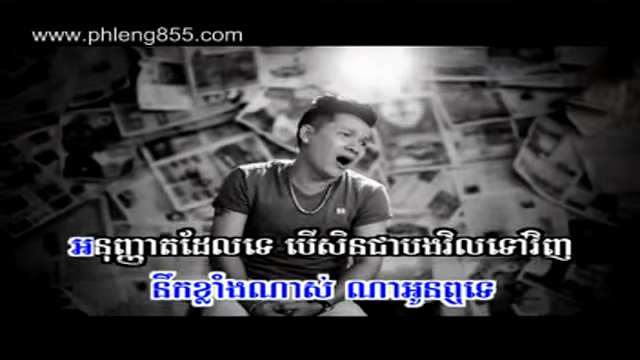 www.phleng855.com
អនុញ្ញាតដែលទេ បើសិនជាបងវិលទៅវិញ
នឹកខ្លាំងណាស់ ណាអូនឮទេ